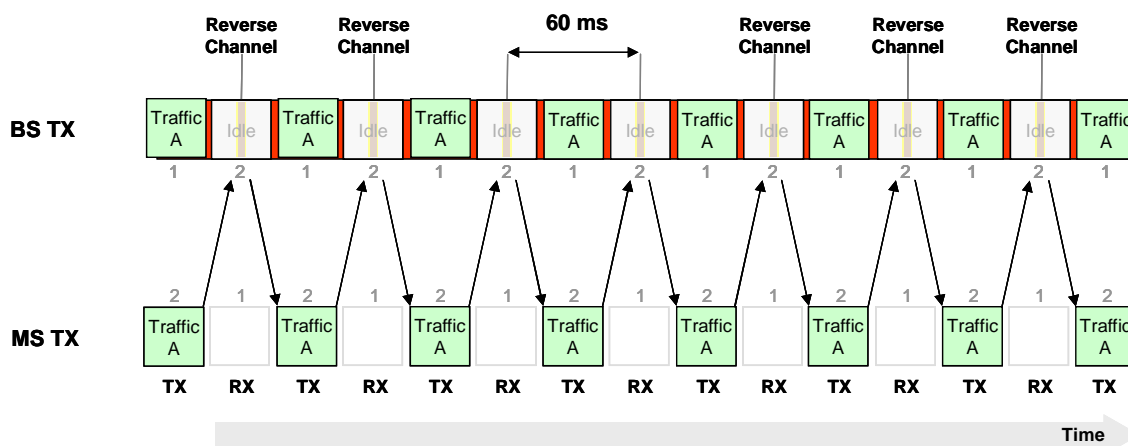 Reverse Channel
Reverse Channel
60 ms
Reverse Channel
Reverse Channel
Reverse Channel
BS TX
Traffic A Idle Traffic A Idle Traffic A Idle Traffic A Idle Traffic A Idle Traffic A Idle Traffic A Idle Traffic A
1 2 1 2 1 2 1 2 1 2 1 2 1 2 1
2 1 2 1 2 1 2 1 2 1 2 1 2 1 2
MS TX
Traffic A Traffic A Traffic A Traffic A Traffic A Traffic A Traffic A Traffic A
TX RX TX RX TX RX TX RX TX RX TX RX TX RX TX
Time